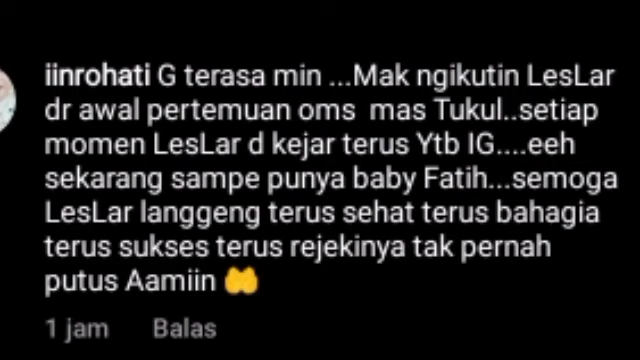 iinrohati G terasa min ...Mak ngikutin LesLar
dr awal pertemuan oms mas Tukul..setiap
momen LesLar d kejar terus Ytb IG....eeh
sekarang sampe punya baby Fatih...semoga
LesLar langgeng terus sehat terus bahagia
terus sukses terus rejekinya tak pernah
putus Aamiin 🤲
1 jam Balas